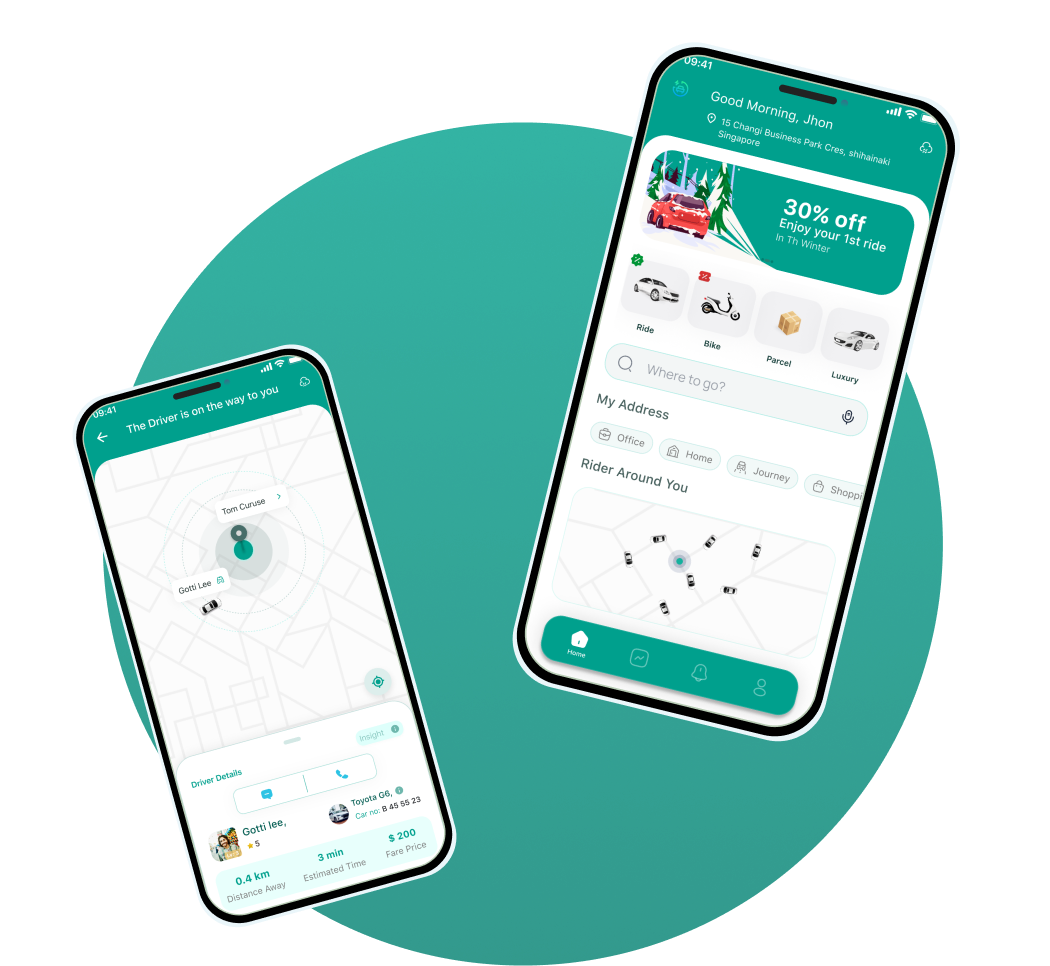 09:41
Good Morning, Jhon
15 Changi Business Park Cres, shihainaki
Singapore
30% off
Enjoy your 1st ride
In Th Winter
Ride
Bike
Parcel
Luxury
Where to go?
My Address
Office
Home
Journey
Shoppi
Rider Around You
Home
09:41
The Driver is on the way to you
Tom Curuse
Gotti Lee
Insight
Driver Details
Gotti lee,
5
Toyota G6,
Car no: B 45 55 23
0.4 km
Distance Away
3 min
Estimated Time
$ 200
Fare Price